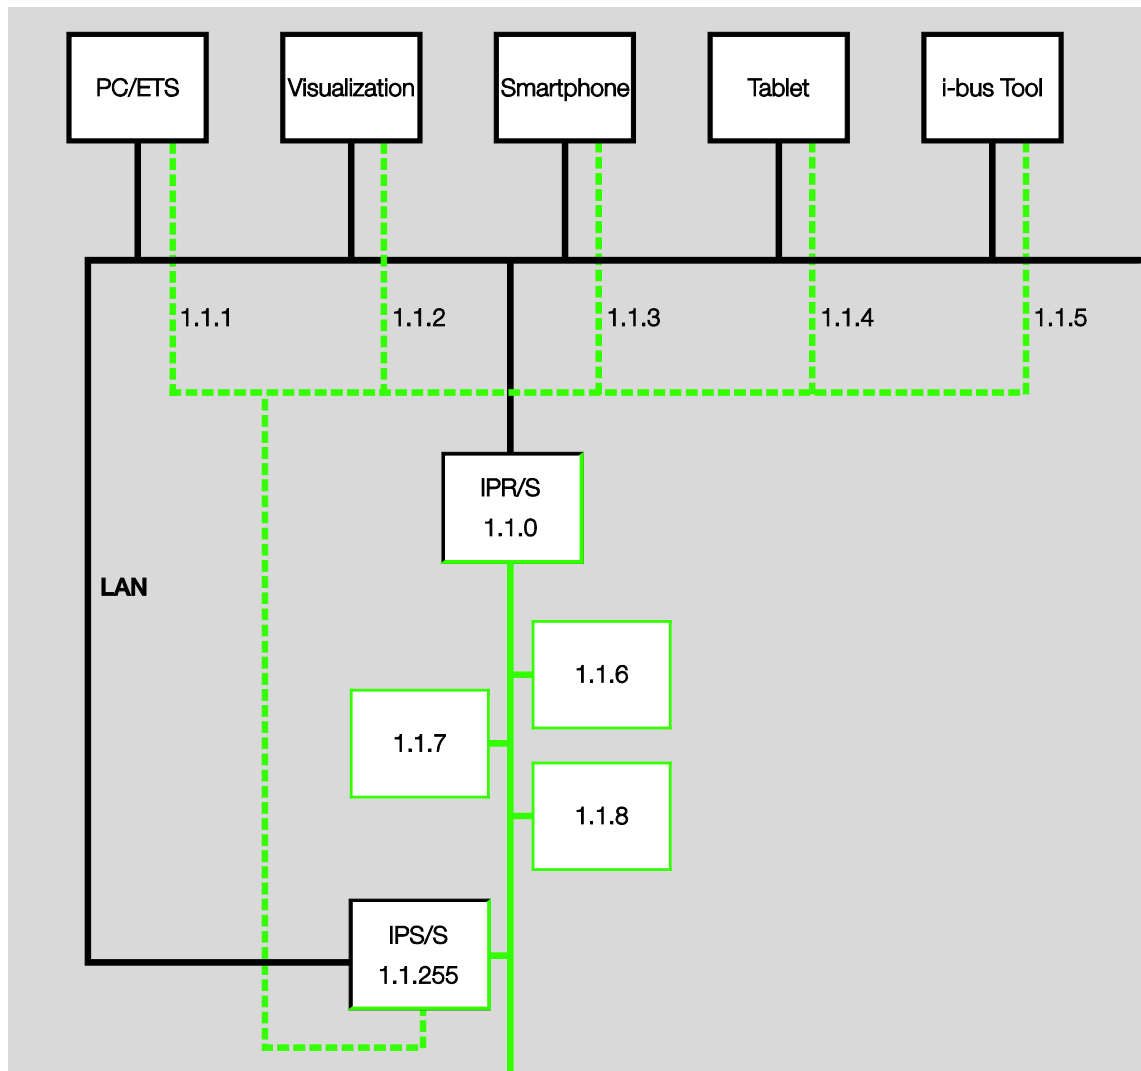 PC/ETS
Visualization
Smartphone
Tablet
i-bus Tool
1.1.1
1.1.2
1.1.3
1.1.4
1.1.5
IPR/S
1.1.0
LAN
1.1.6
1.1.7
1.1.8
IPS/S
1.1.255